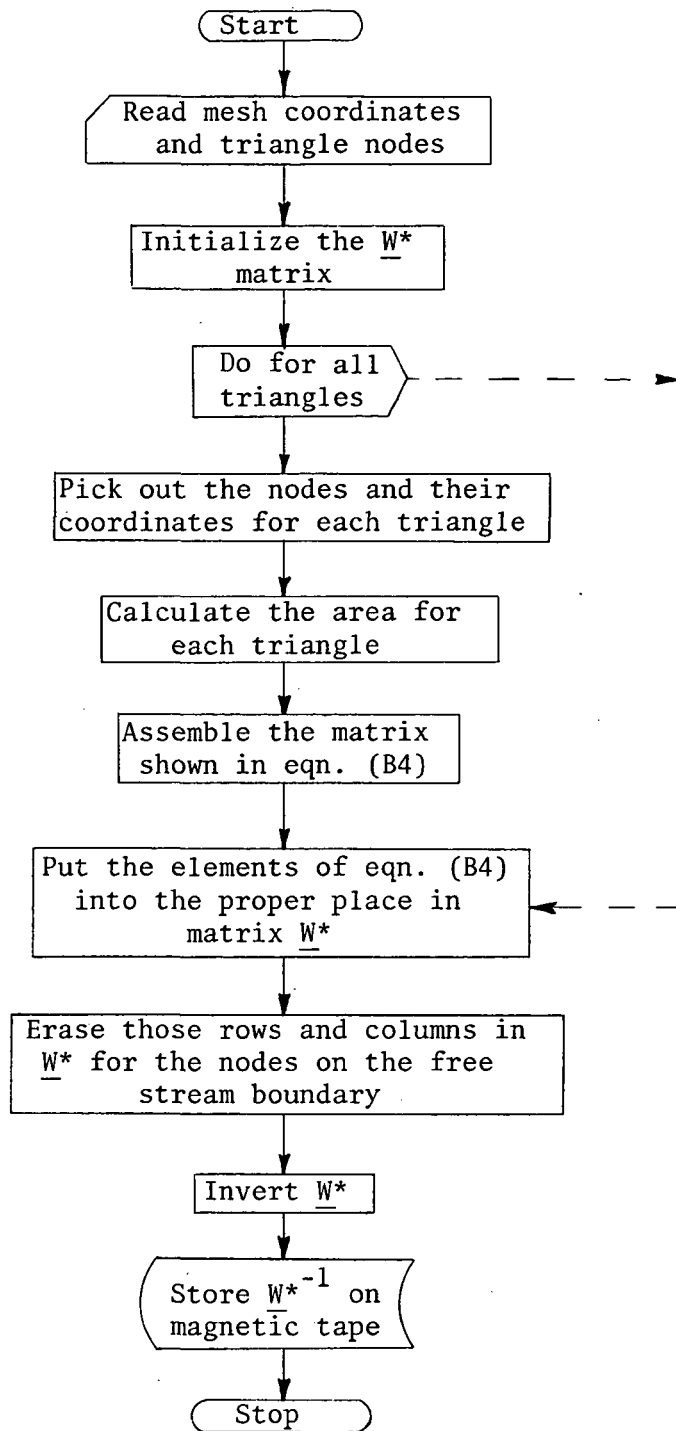 Start
Read mesh coordinates
and triangle nodes
Initialize the W*
matrix
Do for all
triangles
Pick out the nodes and their
coordinates for each triangle
Calculate the area for
each triangle
Assemble the matrix
shown in eqn. (B4)
Put the elements of eqn. (B4)
into the proper place in
matrix W*
Erase those rows and columns in
W* for the nodes on the free
stream boundary
Invert W*
Store W*-1 on
magnetic tape
Stop